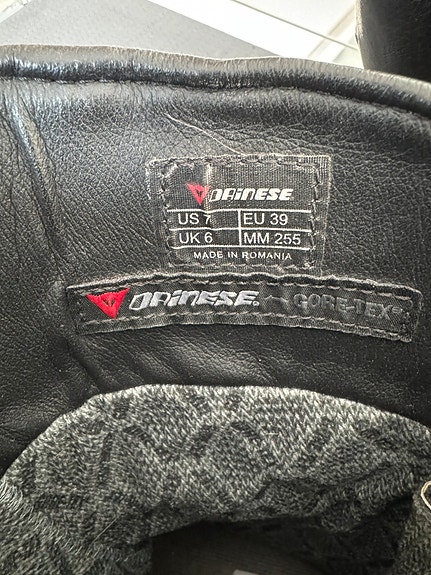 DAINESE
US 7 EU 39
UK 6 MM 255
MADE IN ROMANIA
DAINESE® GORE-TEX®